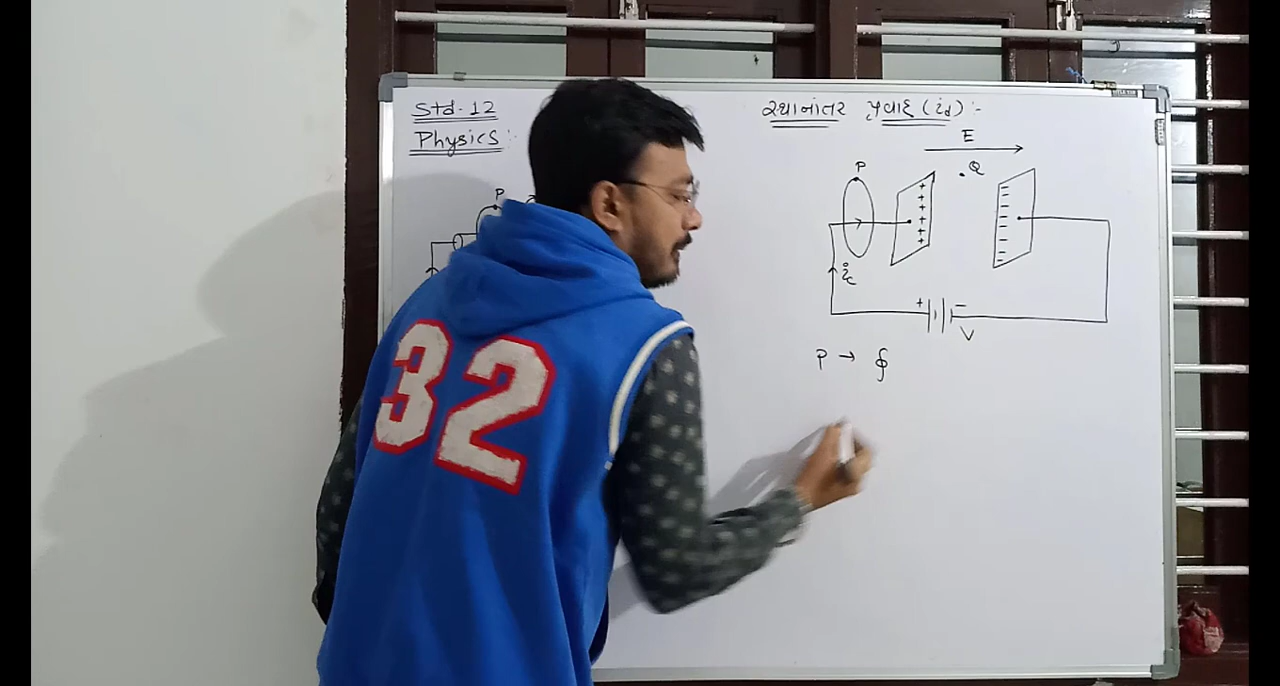 Std-12
Physics:
સ્થાનાંતર પ્રવાહ (id) :-
E
P
Q
P
ic
+ −
V
P → ∮
32